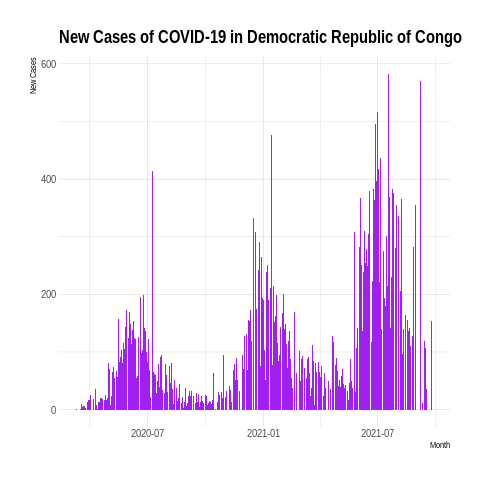 New Cases of COVID-19 in Democratic Republic of Congo
New Cases
600
400
200
0
2020-07
2021-01
2021-07
Month